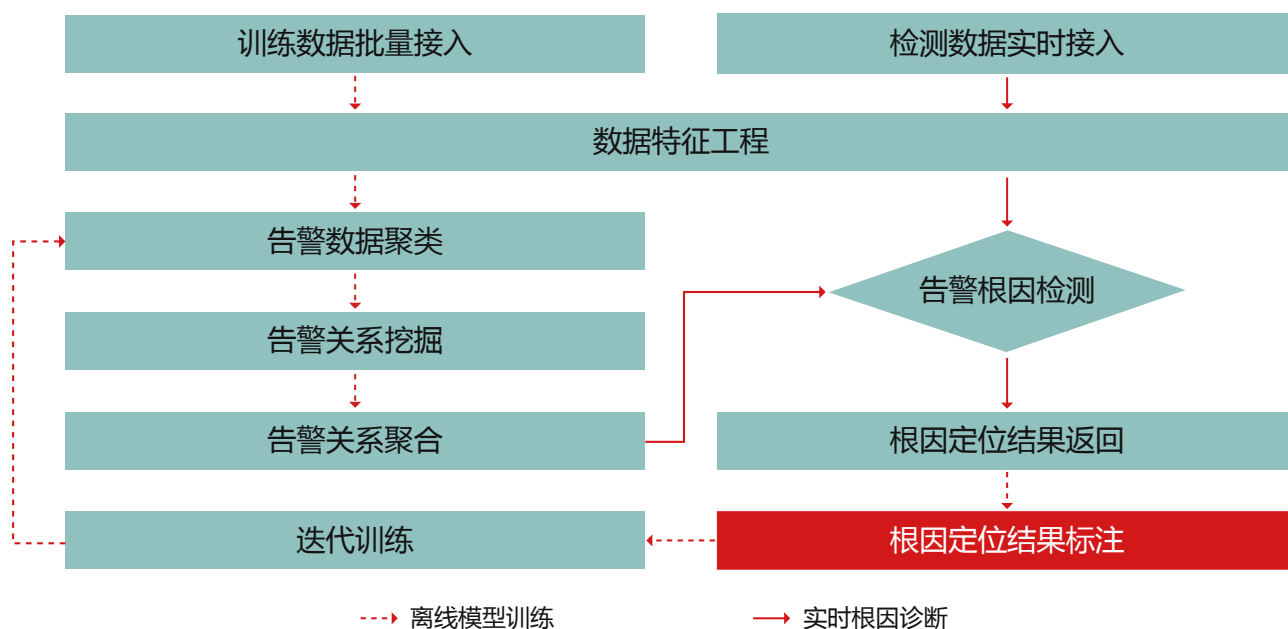 训练数据批量接入
检测数据实时接入
数据特征工程
告警数据聚类
告警根因检测
告警关系挖掘
告警关系聚合
根因定位结果返回
迭代训练
根因定位结果标注
离线模型训练
实时根因诊断